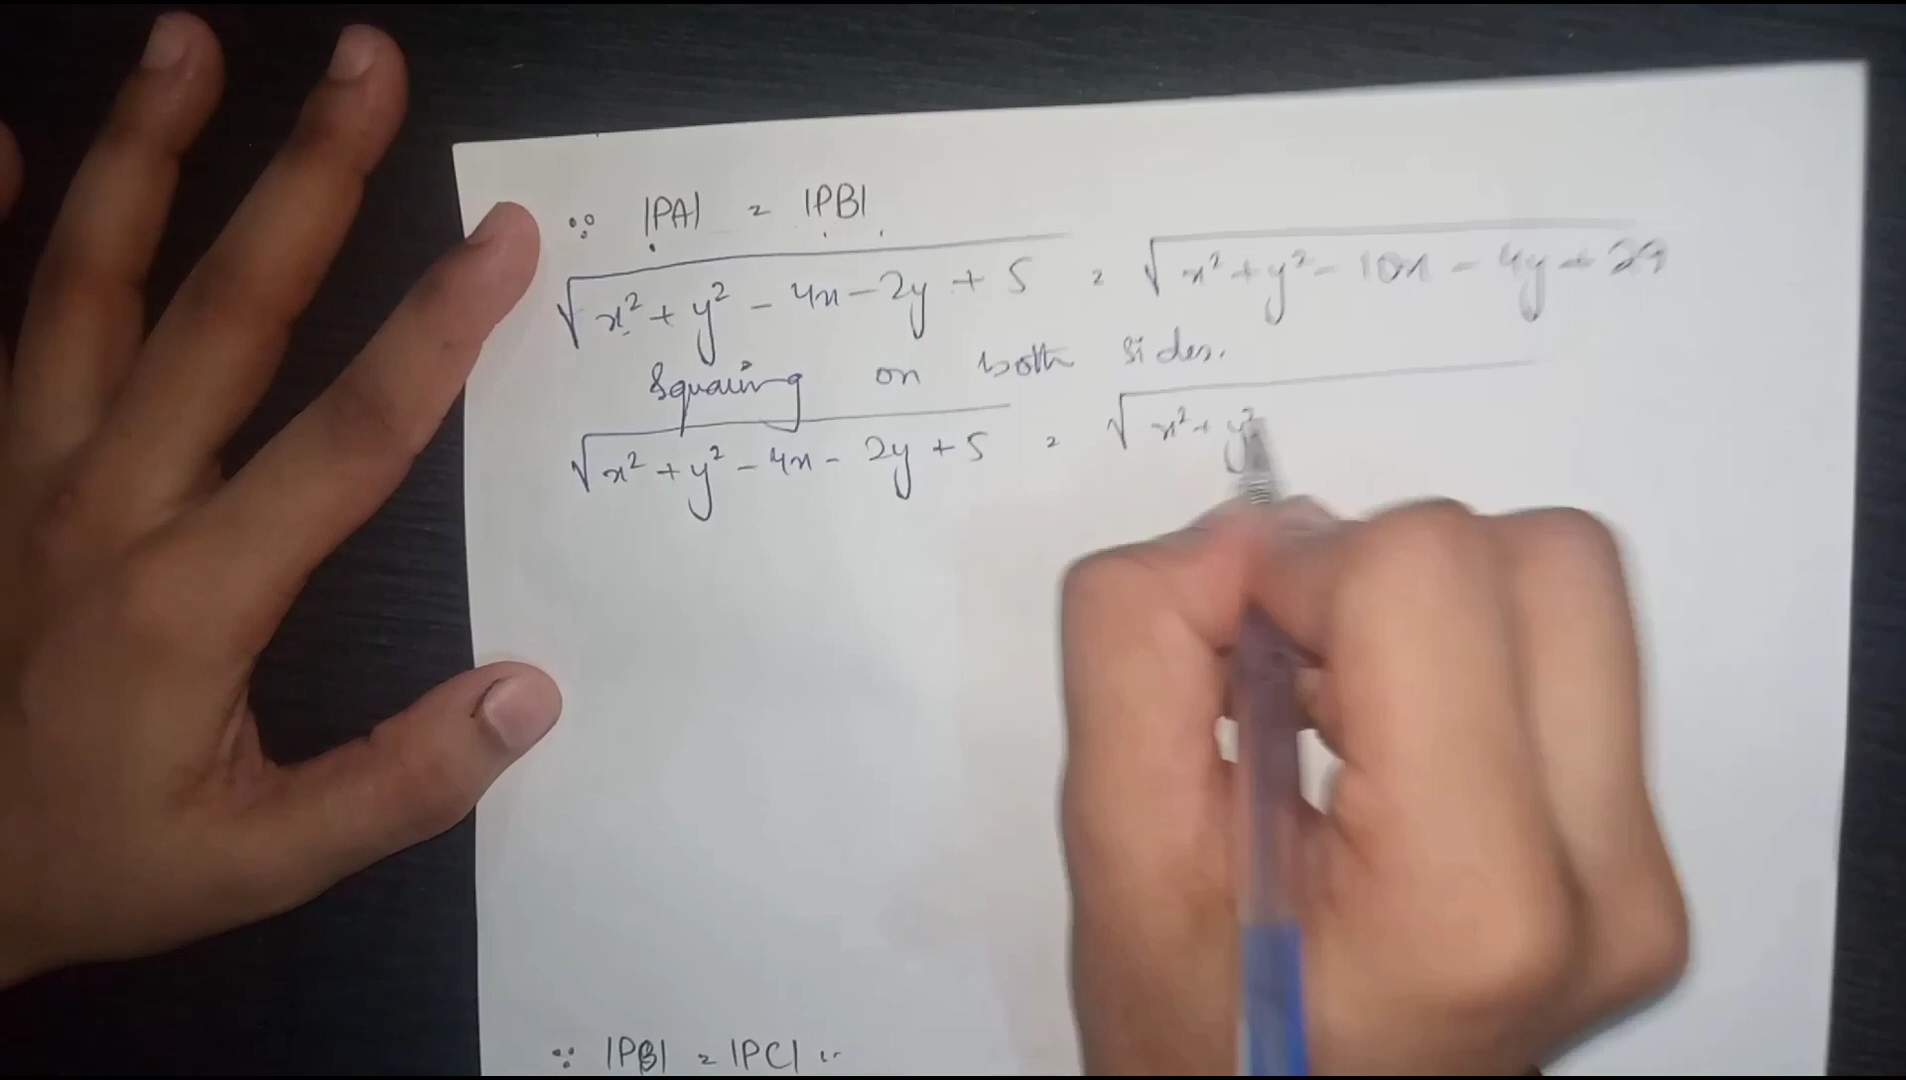 ∵ |PA| = |PB|
√x² + y² - 4x - 2y + 5 = √x² + y² - 10x - 4y + 29
Squaring on both sides.
√x² + y² - 4x - 2y + 5 = √x² + y²
∵ |PB| = |PC|